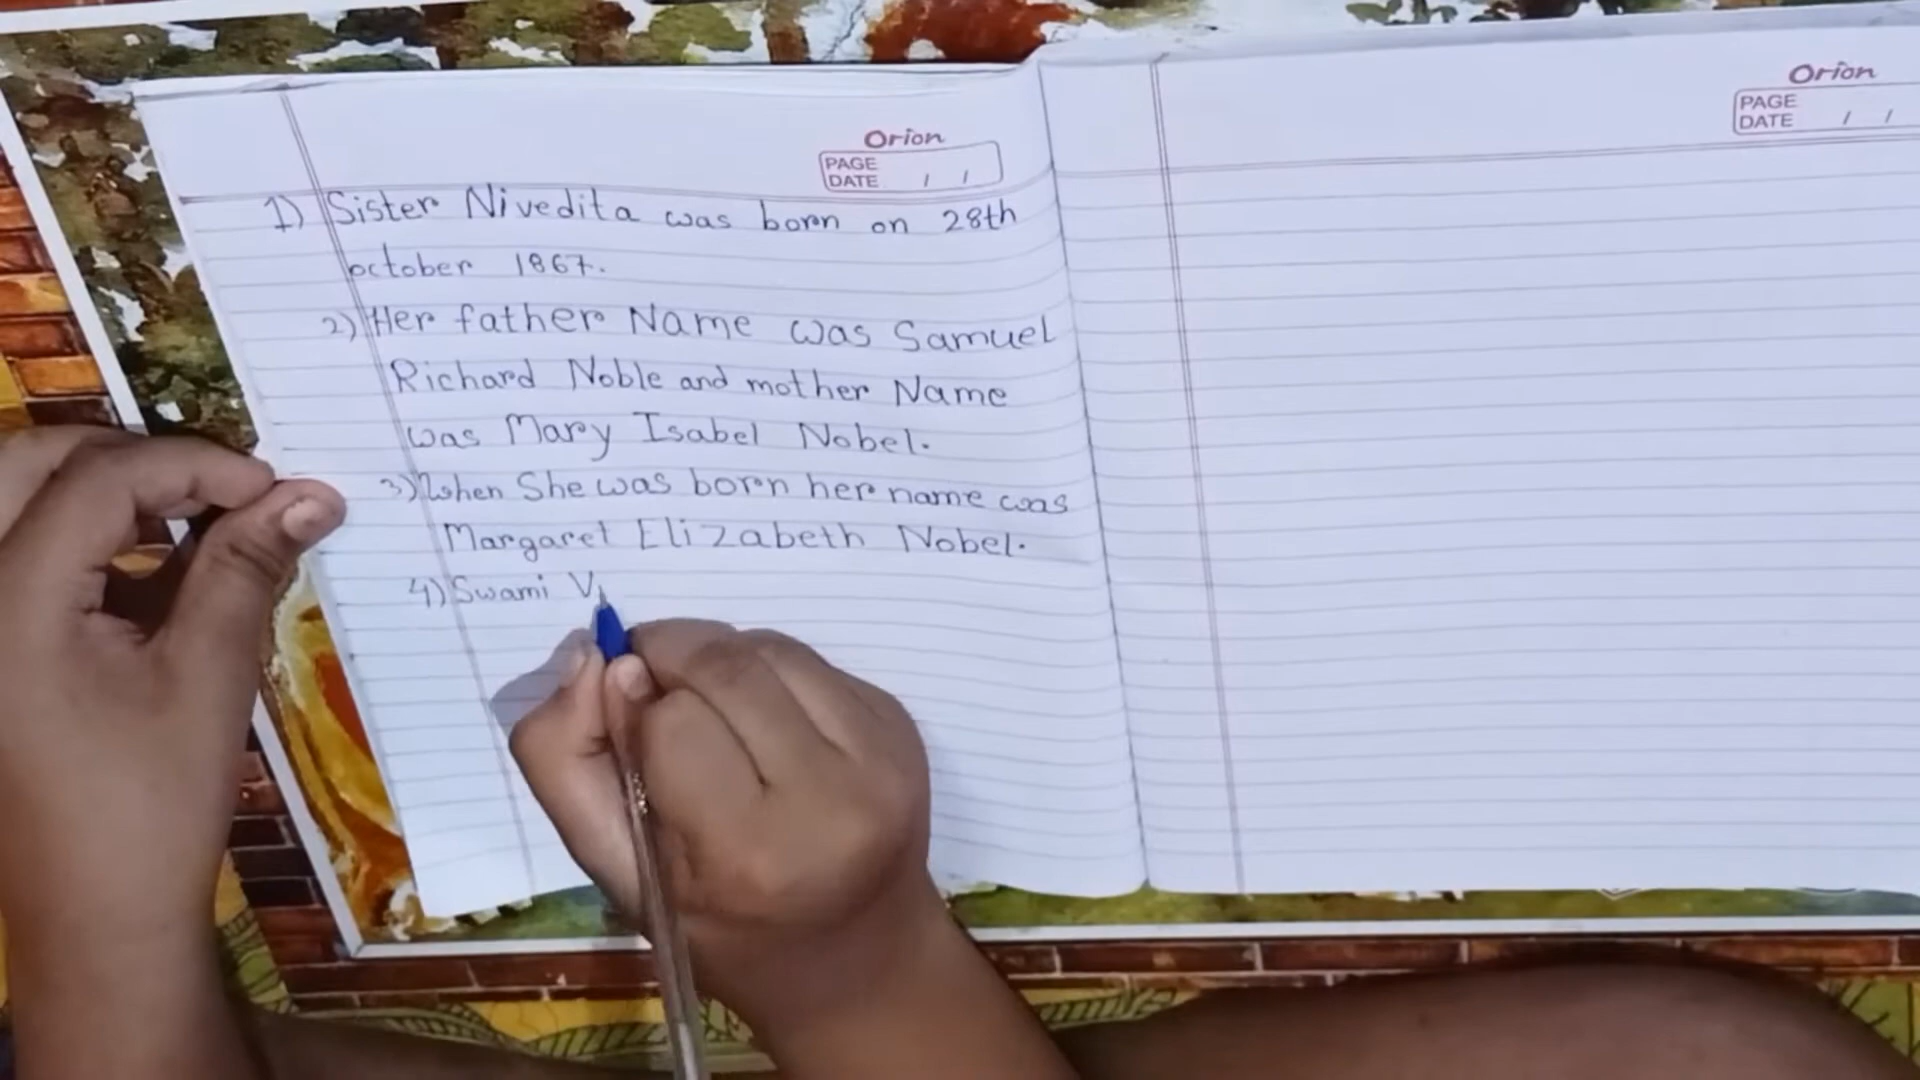 Orion
PAGE
DATE / /
1) Sister Nivedita was born on 28th
october 1867.
2) Her father Name was Samuel
Richard Noble and mother Name
was Mary Isabel Nobel.
3) When She was born her name was
Margaret Elizabeth Nobel.
4) Swami V
Orion
PAGE
DATE / /